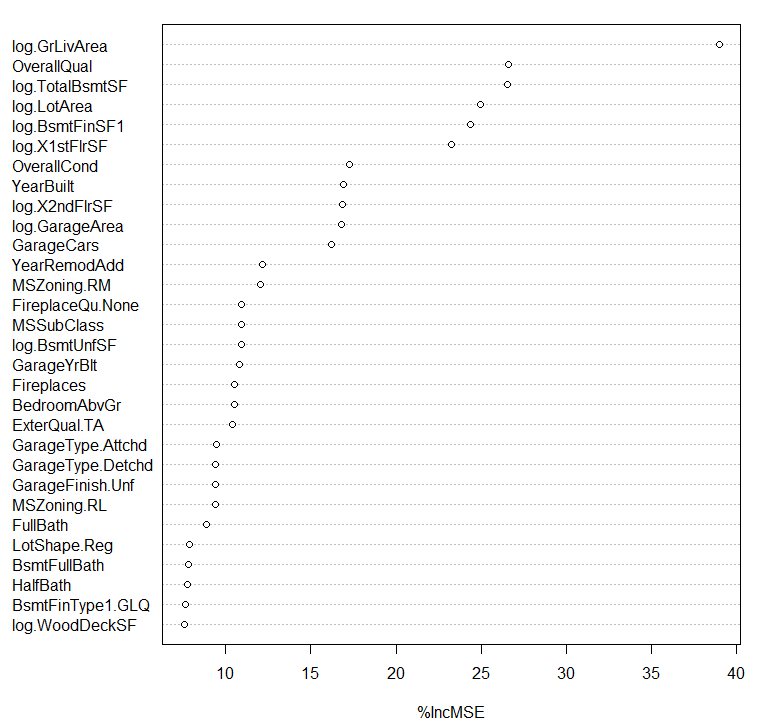 log.GrLivArea
OverallQual
log.TotalBsmtSF
log.LotArea
log.BsmtFinSF1
log.X1stFlrSF
OverallCond
YearBuilt
log.X2ndFlrSF
log.GarageArea
GarageCars
YearRemodAdd
MSZoning.RM
FireplaceQu.None
MSSubClass
log.BsmtUnfSF
GarageYrBlt
Fireplaces
BedroomAbvGr
ExterQual.TA
GarageType.Attchd
GarageType.Detchd
GarageFinish.Unf
MSZoning.RL
FullBath
LotShape.Reg
BsmtFullBath
HalfBath
BsmtFinType1.GLQ
log.WoodDeckSF
10 15 20 25 30 35 40
%IncMSE